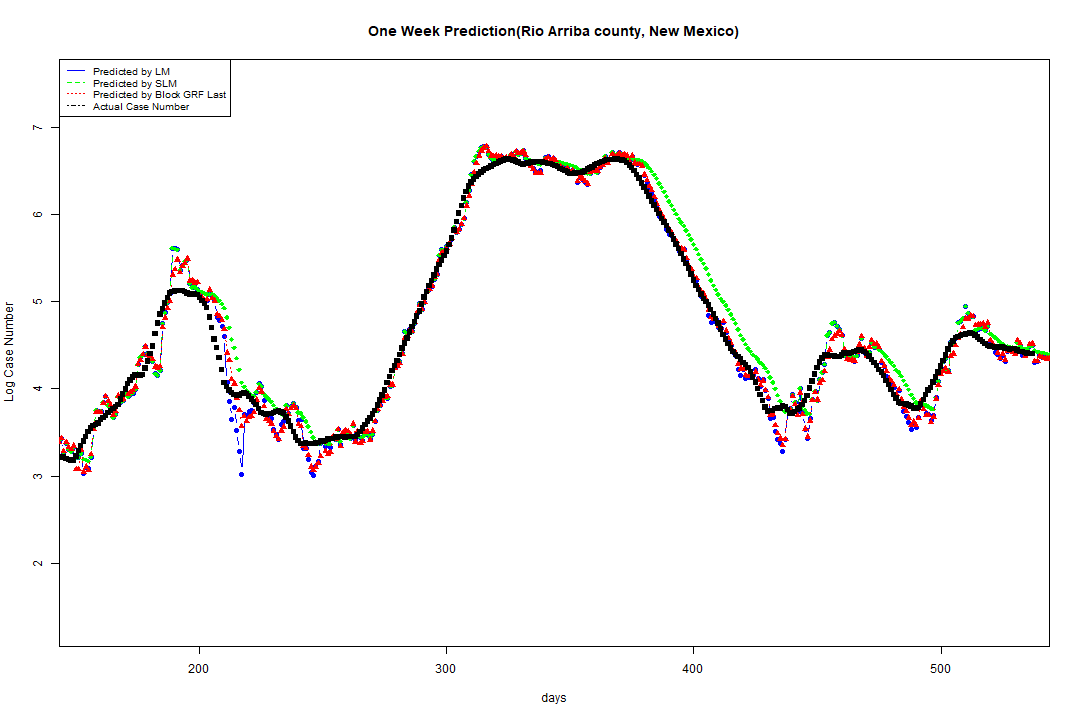 One Week Prediction(Rio Arriba county, New Mexico)
Predicted by LM
Predicted by SLM
Predicted by Block GRF Last
Actual Case Number
Log Case Number
7
6
5
4
3
2
200 300 400 500
days